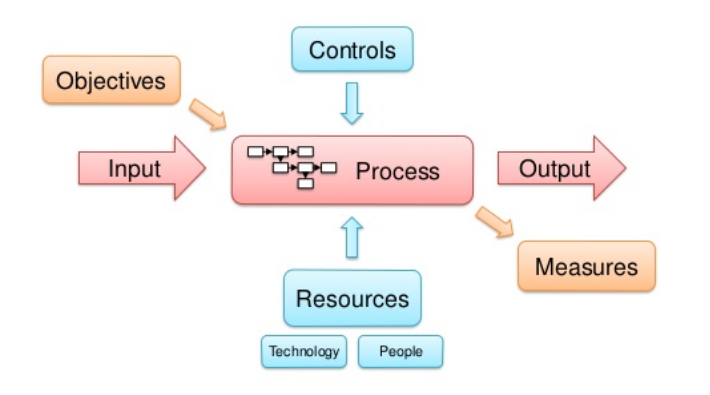 Controls
Objectives
Input
Process
Output
Measures
Resources
Technology
People